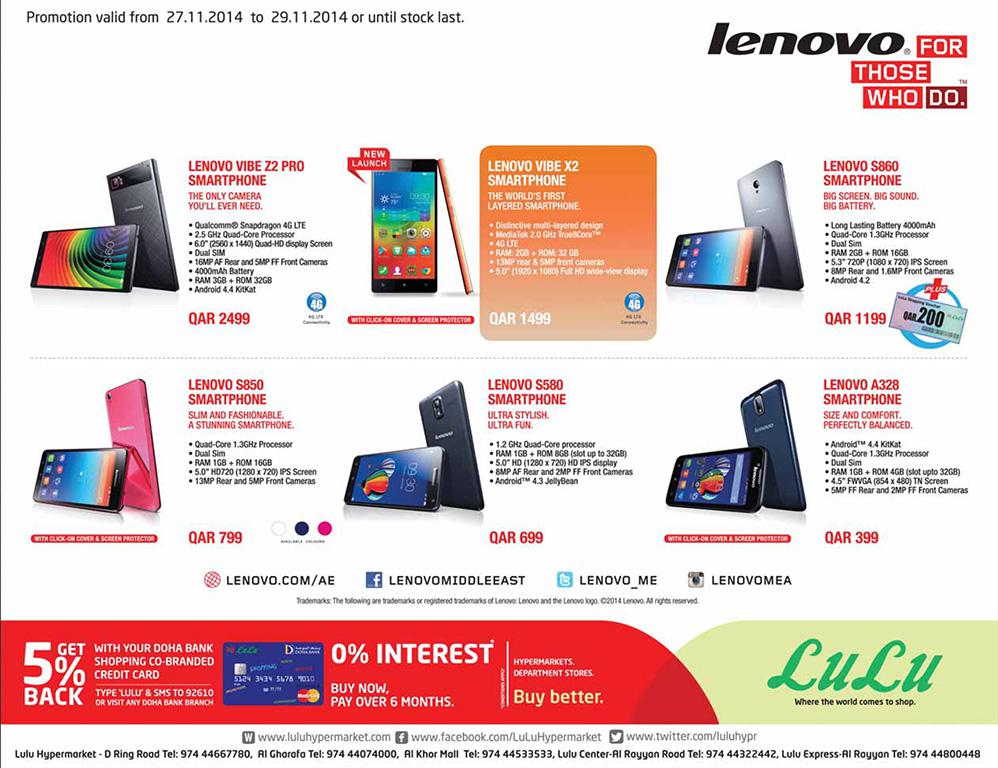 Promotion valid from 27.11.2014 to 29.11.2014 or until stock last.
lenovo® FOR
THOSE
WHO DO.™
LENOVO VIBE Z2 PRO
SMARTPHONE
THE ONLY CAMERA
YOU'LL EVER NEED.
• Qualcomm® Snapdragon 4G LTE
• 2.5 GHz Quad-Core Processor
• 6.0" (2560 x 1440) Quad-HD display Screen
• Dual SIM
• 16MP AF Rear and 5MP FF Front Cameras
• 4000mAh Battery
• RAM 3GB + ROM 32GB
• Android 4.4 KitKat
QAR 2499
4G
4G LTE
Connectivity
NEW
LAUNCH
WITH CLICK-ON COVER & SCREEN PROTECTOR
LENOVO VIBE X2
SMARTPHONE
THE WORLD'S FIRST
LAYERED SMARTPHONE.
• Distinctive multi-layered design
• MediaTek 2.0 GHz True8Core™
• 4G LTE
• RAM: 2GB + ROM: 32 GB
• 13MP rear & 5MP front cameras
• 5.0" (1920 x 1080) Full HD wide-view display
QAR 1499
4G
4G LTE
Connectivity
LENOVO S860
SMARTPHONE
BIG SCREEN. BIG SOUND.
BIG BATTERY.
• Long Lasting Battery 4000mAh
• Quad-Core 1.3GHz Processor
• Dual Sim
• RAM 2GB + ROM 16GB
• 5.3" 720P (1080 x 720) IPS Screen
• 8MP Rear and 1.6MP Front Cameras
• Android 4.2
QAR 1199
PLUS
LuLu Shopping Voucher
QAR.200
LENOVO S850
SMARTPHONE
SLIM AND FASHIONABLE.
A STUNNING SMARTPHONE.
• Quad-Core 1.3GHz Processor
• Dual Sim
• RAM 1GB + ROM 16GB
• 5.0" HD720 (1280 x 720) IPS Screen
• 13MP Rear and 5MP Front Cameras
WITH CLICK-ON COVER & SCREEN PROTECTOR
QAR 799
AVAILABLE COLOURS
LENOVO S580
SMARTPHONE
ULTRA STYLISH.
ULTRA FUN.
• 1.2 GHz Quad-Core processor
• RAM 1GB + ROM 8GB (slot up to 32GB)
• 5.0" HD (1280 x 720) HD IPS display
• 8MP AF Rear and 2MP FF Front Cameras
• Android™ 4.3 JellyBean
QAR 699
LENOVO A328
SMARTPHONE
SIZE AND COMFORT.
PERFECTLY BALANCED.
• Android™ 4.4 KitKat
• Quad-Core 1.3GHz Processor
• Dual Sim
• RAM 1GB + ROM 4GB (slot upto 32GB)
• 4.5" FWVGA (854 x 480) TN Screen
• 5MP FF Rear and 2MP FF Front Cameras
WITH CLICK-ON COVER & SCREEN PROTECTOR
QAR 399
LENOVO.COM/AE LENOVOMIDDLEEAST LENOVO_ME LENOVOMEA
Trademarks: The following are trademarks or registered trademarks of Lenovo: Lenovo and the Lenovo logo. ©2014 Lenovo. All rights reserved.
5% GET
BACK
WITH YOUR DOHA BANK
SHOPPING CO-BRANDED
CREDIT CARD
TYPE 'LULU' & SMS TO 92610
OR VISIT ANY DOHA BANK BRANCH
LuLu
DOHA BANK
SHOPPING
5124 3434 5678 9010
MasterCard
0% INTEREST*
BUY NOW,
PAY OVER 6 MONTHS.
*CONDITIONS APPLY
HYPERMARKETS.
DEPARTMENT STORES.
Buy better.
LuLu
Where the world comes to shop.
www.luluhypermarket.com www.facebook.com/LuLuHypermarket www.twitter.com/luluhypr
Lulu Hypermarket - D Ring Road Tel: 974 44667780, Al Gharafa Tel: 974 44074000, Al Khor Mall Tel: 974 44533533, Lulu Center-Al Rayyan Road Tel: 974 44322442, Lulu Express-Al Rayyan Tel: 974 44800448